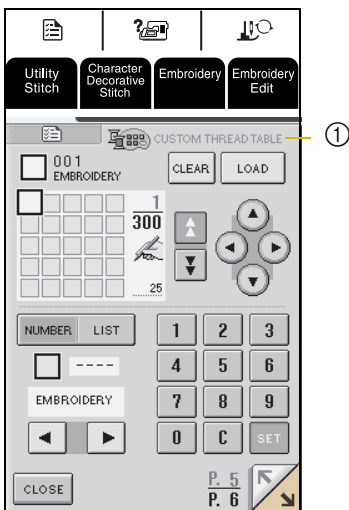 ?
Utility
Stitch
Character
Decorative
Stitch
Embroidery
Embroidery
Edit
CUSTOM THREAD TABLE
①
001
EMBROIDERY
CLEAR
LOAD
1
300
25
NUMBER
LIST
----
EMBROIDERY
1 2 3
4 5 6
7 8 9
0 C SET
CLOSE
P. 5
P. 6